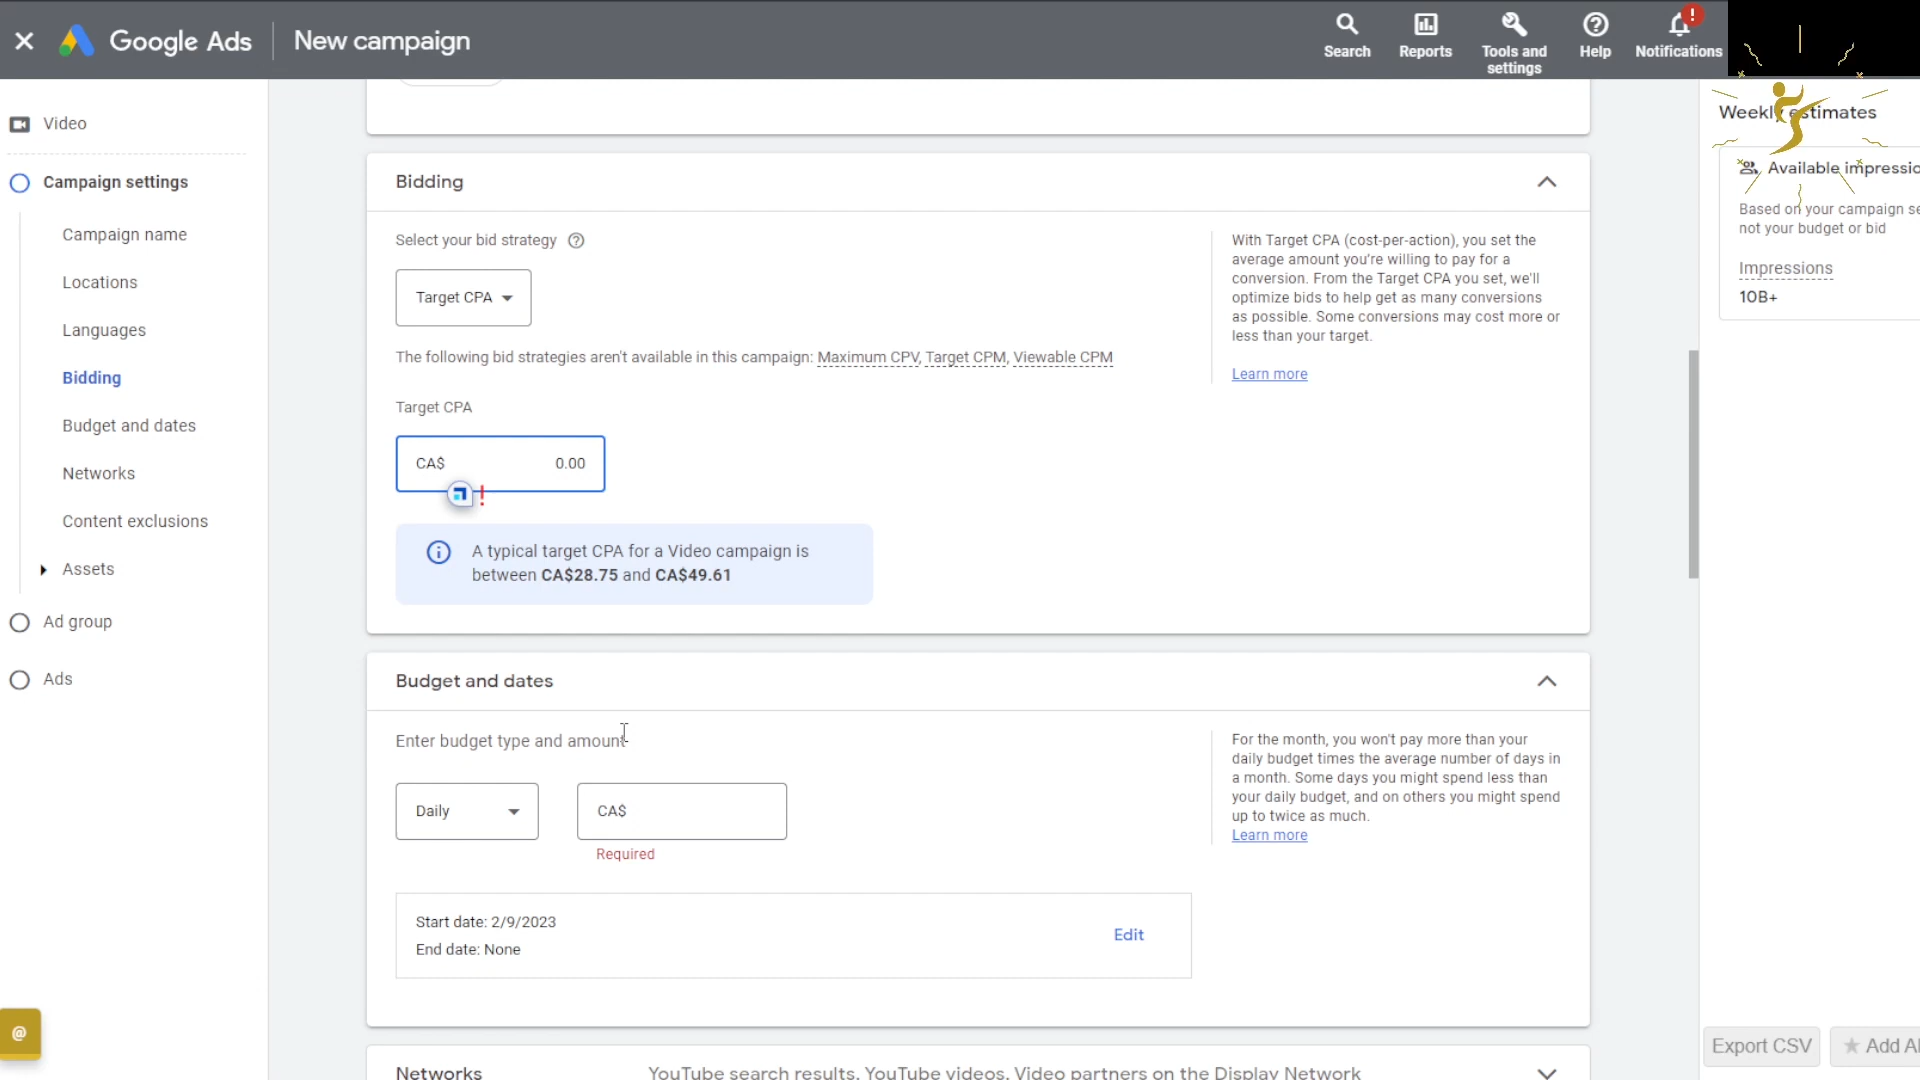 Google Ads
New campaign
Search
Reports
Tools and
settings
Help
Notifications
Video
Campaign settings
Campaign name
Locations
Languages
Bidding
Budget and dates
Networks
Content exclusions
Assets
Ad group
Ads
@
Bidding
Select your bid strategy
Target CPA
The following bid strategies aren't available in this campaign: Maximum CPV, Target CPM, Viewable CPM
Target CPA
CA$ 0.00
!
A typical target CPA for a Video campaign is
between CA$28.75 and CA$49.61
With Target CPA (cost-per-action), you set the
average amount you're willing to pay for a
conversion. From the Target CPA you set, we'll
optimize bids to help get as many conversions
as possible. Some conversions may cost more or
less than your target.
Learn more
Budget and dates
Enter budget type and amount
Daily
CA$
Required
For the month, you won't pay more than your
daily budget times the average number of days in
a month. Some days you might spend less than
your daily budget, and on others you might spend
up to twice as much.
Learn more
Start date: 2/9/2023
End date: None
Edit
Networks
YouTube search results, YouTube videos, Video partners on the Display Network
Weekly estimates
Available impressio
Based on your campaign se
not your budget or bid
Impressions
10B+
Export CSV
Add Al